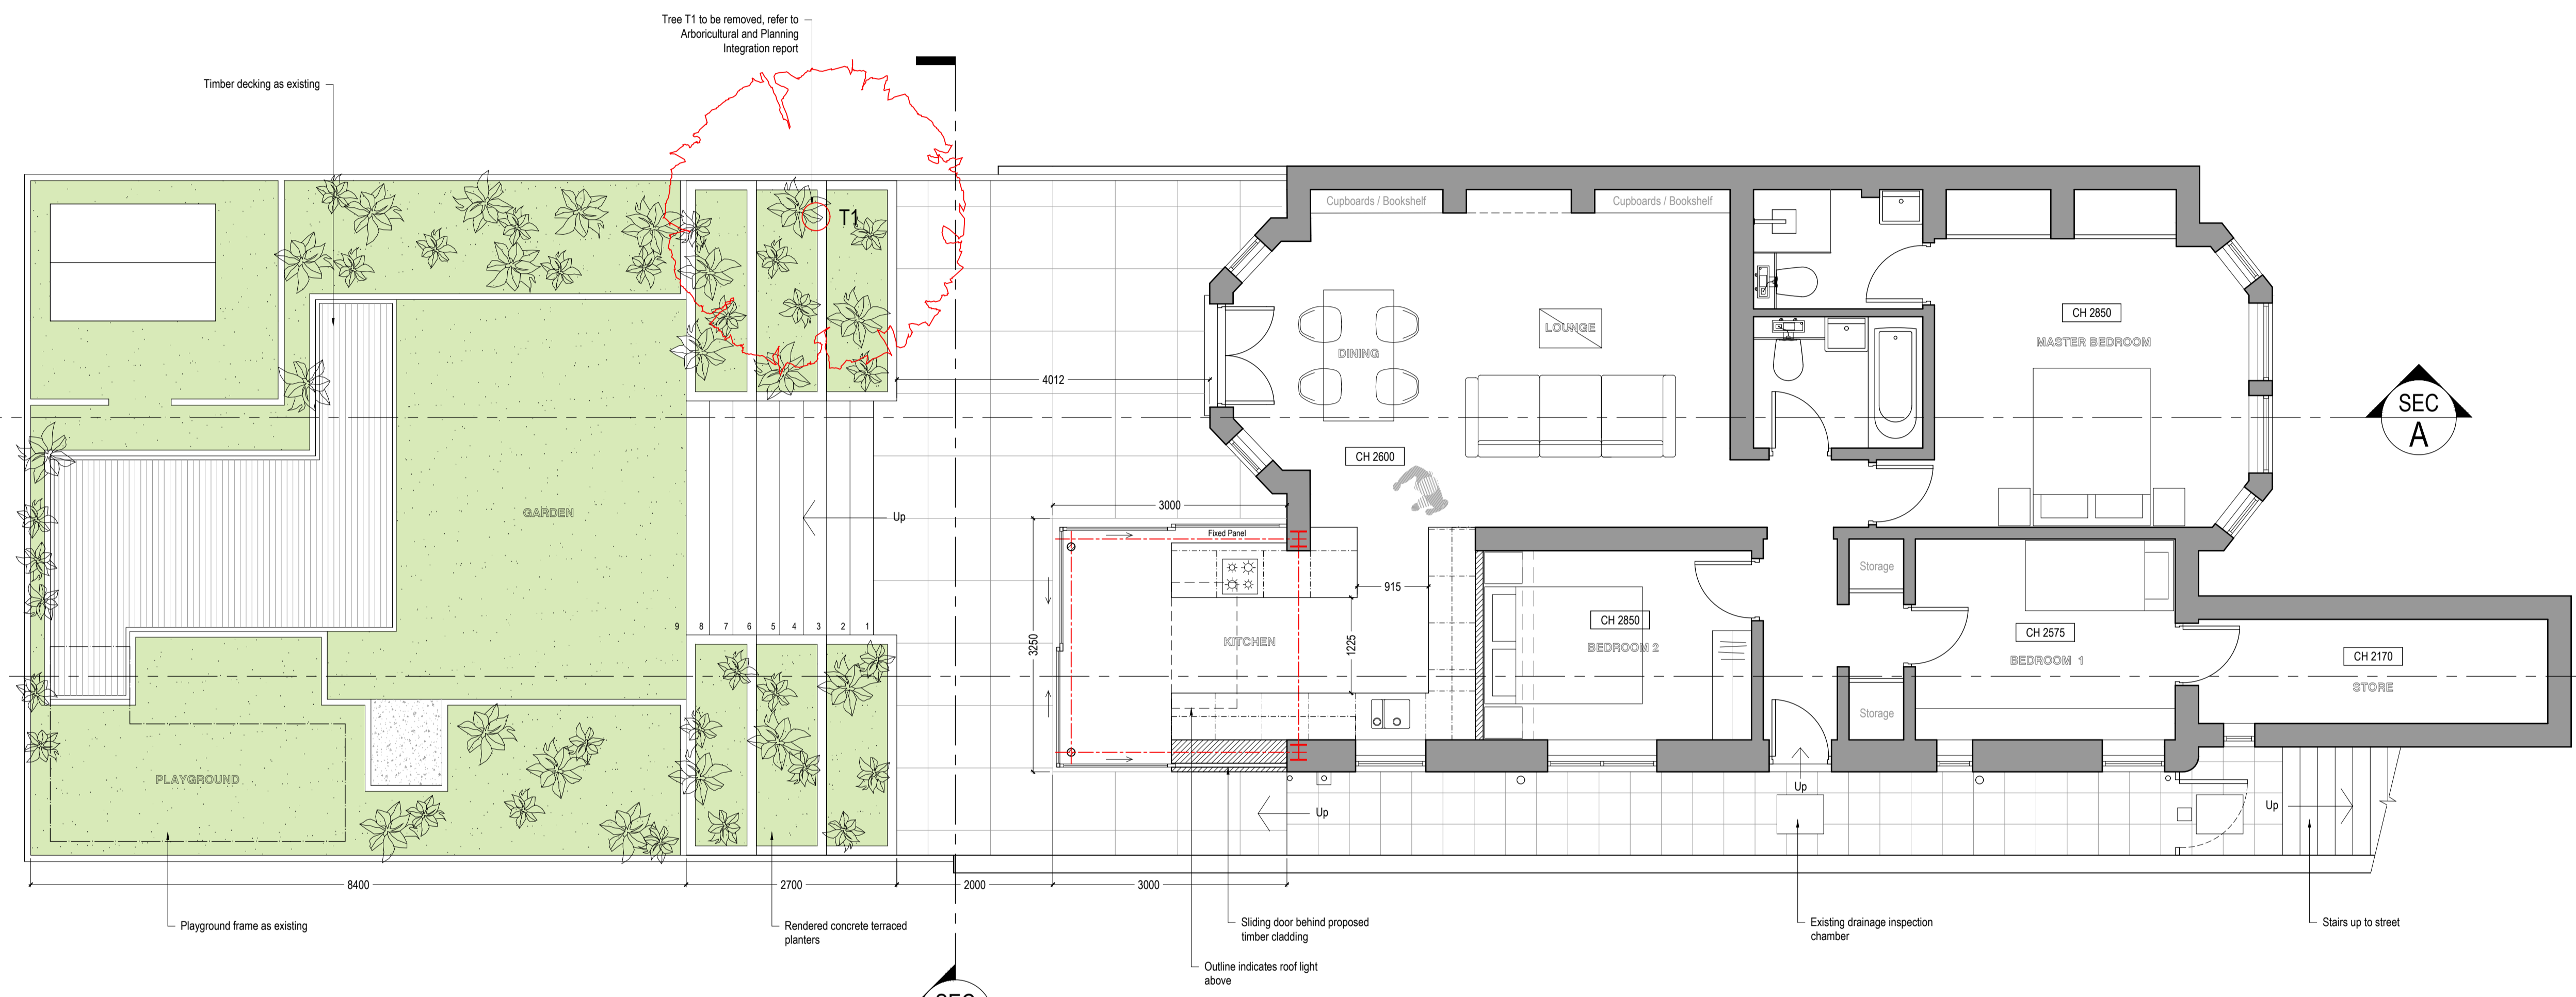 Tree T1 to be removed, refer to
Arboricultural and Planning
Integration report
Timber decking as existing
T1
Cupboards / Bookshelf
Cupboards / Bookshelf
CH 2850
MASTER BEDROOM
LOUNGE
DINING
4012
SEC
A
CH 2600
3000
GARDEN
Up
Fixed Panel
915
Storage
CH 2850
BEDROOM 2
CH 2575
BEDROOM 1
9 8 7 6 5 4 3 2 1
3250
KITCHEN
1225
CH 2170
STORE
Storage
PLAYGROUND
Up
Up
Up
8400
2700
2000
3000
Playground frame as existing
Rendered concrete terraced
planters
Sliding door behind proposed
timber cladding
Existing drainage inspection
chamber
Stairs up to street
Outline indicates roof light
above
SEC